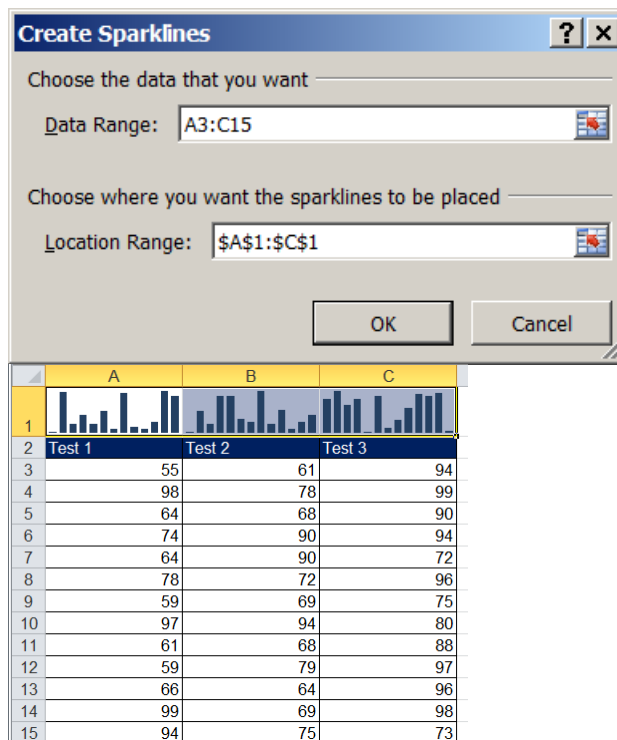 Create Sparklines
Choose the data that you want
Data Range: A3:C15
Choose where you want the sparklines to be placed
Location Range: $A$1:$C$1
OK Cancel
A B C
1
2 Test 1 Test 2 Test 3
3 55 61 94
4 98 78 99
5 64 68 90
6 74 90 94
7 64 90 72
8 78 72 96
9 59 69 75
10 97 94 80
11 61 68 88
12 59 79 97
13 66 64 96
14 99 69 98
15 94 75 73